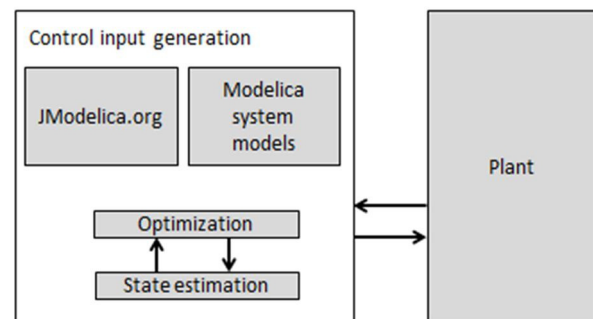 Control input generation
JModelica.org
Modelica
system
models
Plant
Optimization
State estimation